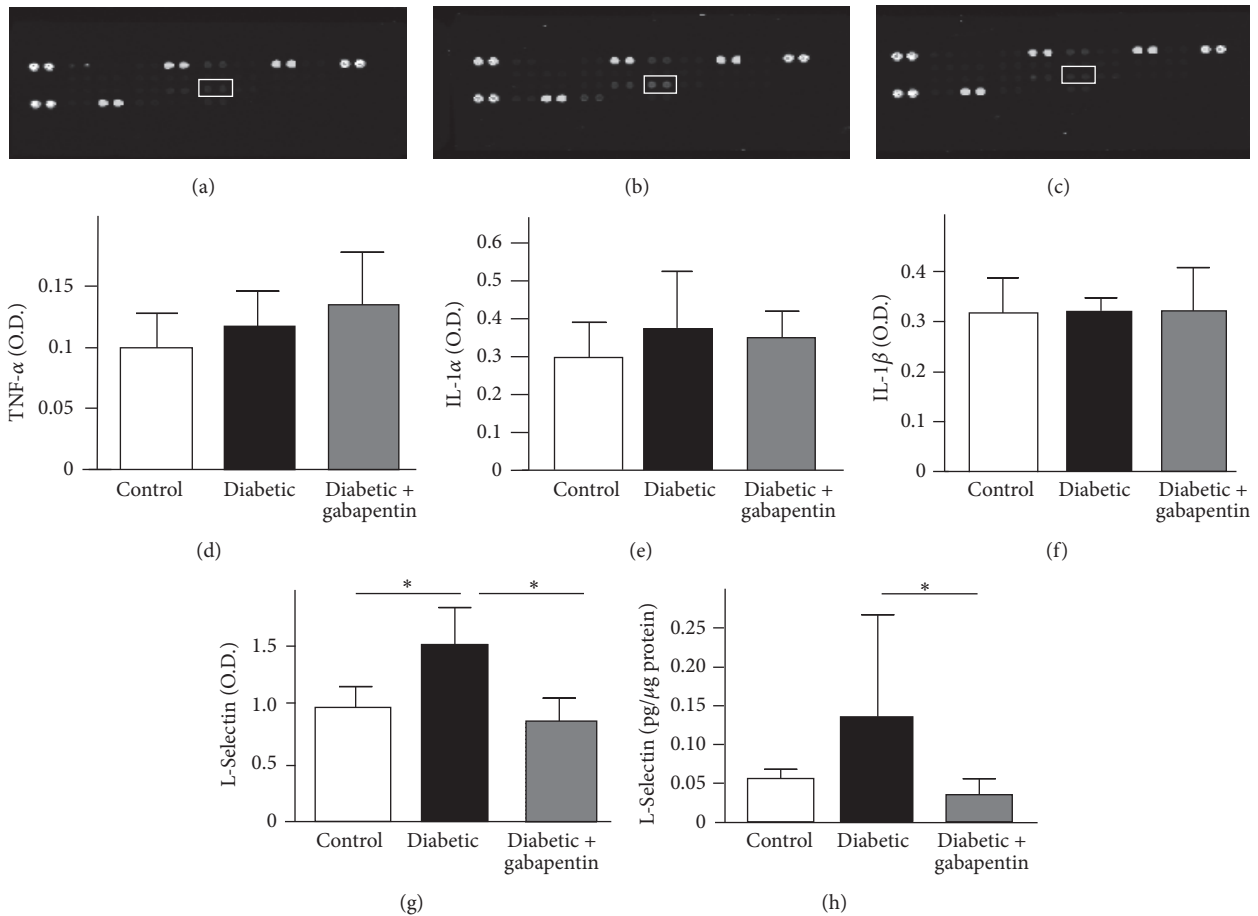 (a)
(b)
(c)
TNF-α (O.D.)
0.15
0.1
0.05
0
Control
Diabetic
Diabetic +
gabapentin
(d)
IL-1α (O.D.)
0.6
0.5
0.4
0.3
0.2
0.1
0
Control
Diabetic
Diabetic +
gabapentin
(e)
IL-1β (O.D.)
0.4
0.3
0.2
0.1
0
Control
Diabetic
Diabetic +
gabapentin
(f)
L-Selectin (O.D.)
1.5
1.0
0.5
0
*
*
Control
Diabetic
Diabetic +
gabapentin
(g)
L-Selectin (pg/μg protein)
0.25
0.20
0.15
0.10
0.05
0
*
Control
Diabetic
Diabetic +
gabapentin
(h)